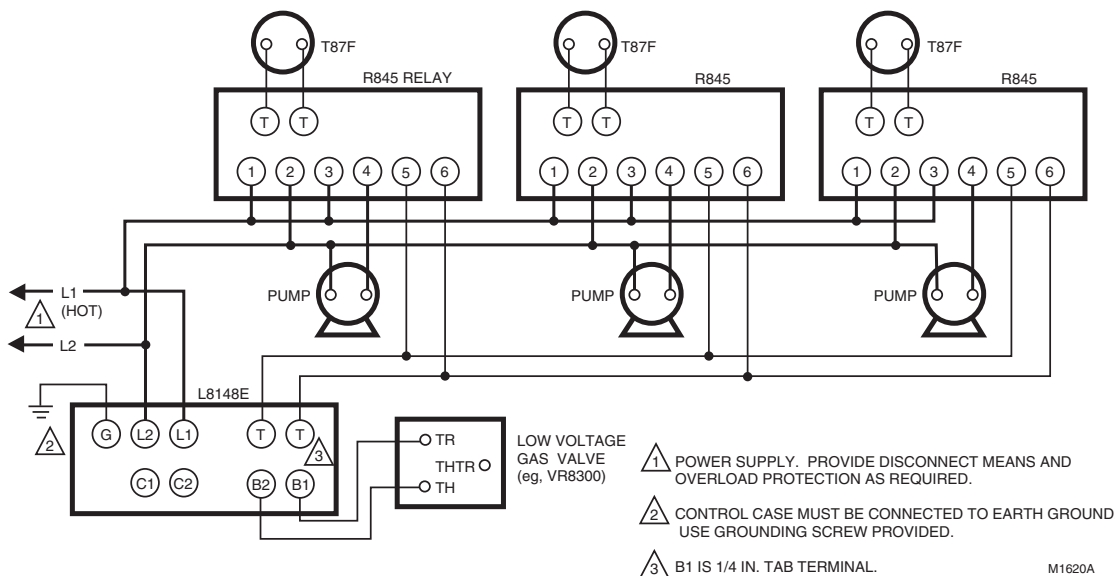 T87F T87F T87F
R845 RELAY R845 R845
T T T T T T
1 2 3 4 5 6 1 2 3 4 5 6 1 2 3 4 5 6
PUMP PUMP PUMP
L1
(HOT)
1
L2
L8148E
G L2 L1 T T
2
3
C1 C2 B2 B1
TR
THTR
TH
LOW VOLTAGE
GAS VALVE
(eg, VR8300)
1 POWER SUPPLY. PROVIDE DISCONNECT MEANS AND
OVERLOAD PROTECTION AS REQUIRED.
2 CONTROL CASE MUST BE CONNECTED TO EARTH GROUND
USE GROUNDING SCREW PROVIDED.
3 B1 IS 1/4 IN. TAB TERMINAL.
M1620A